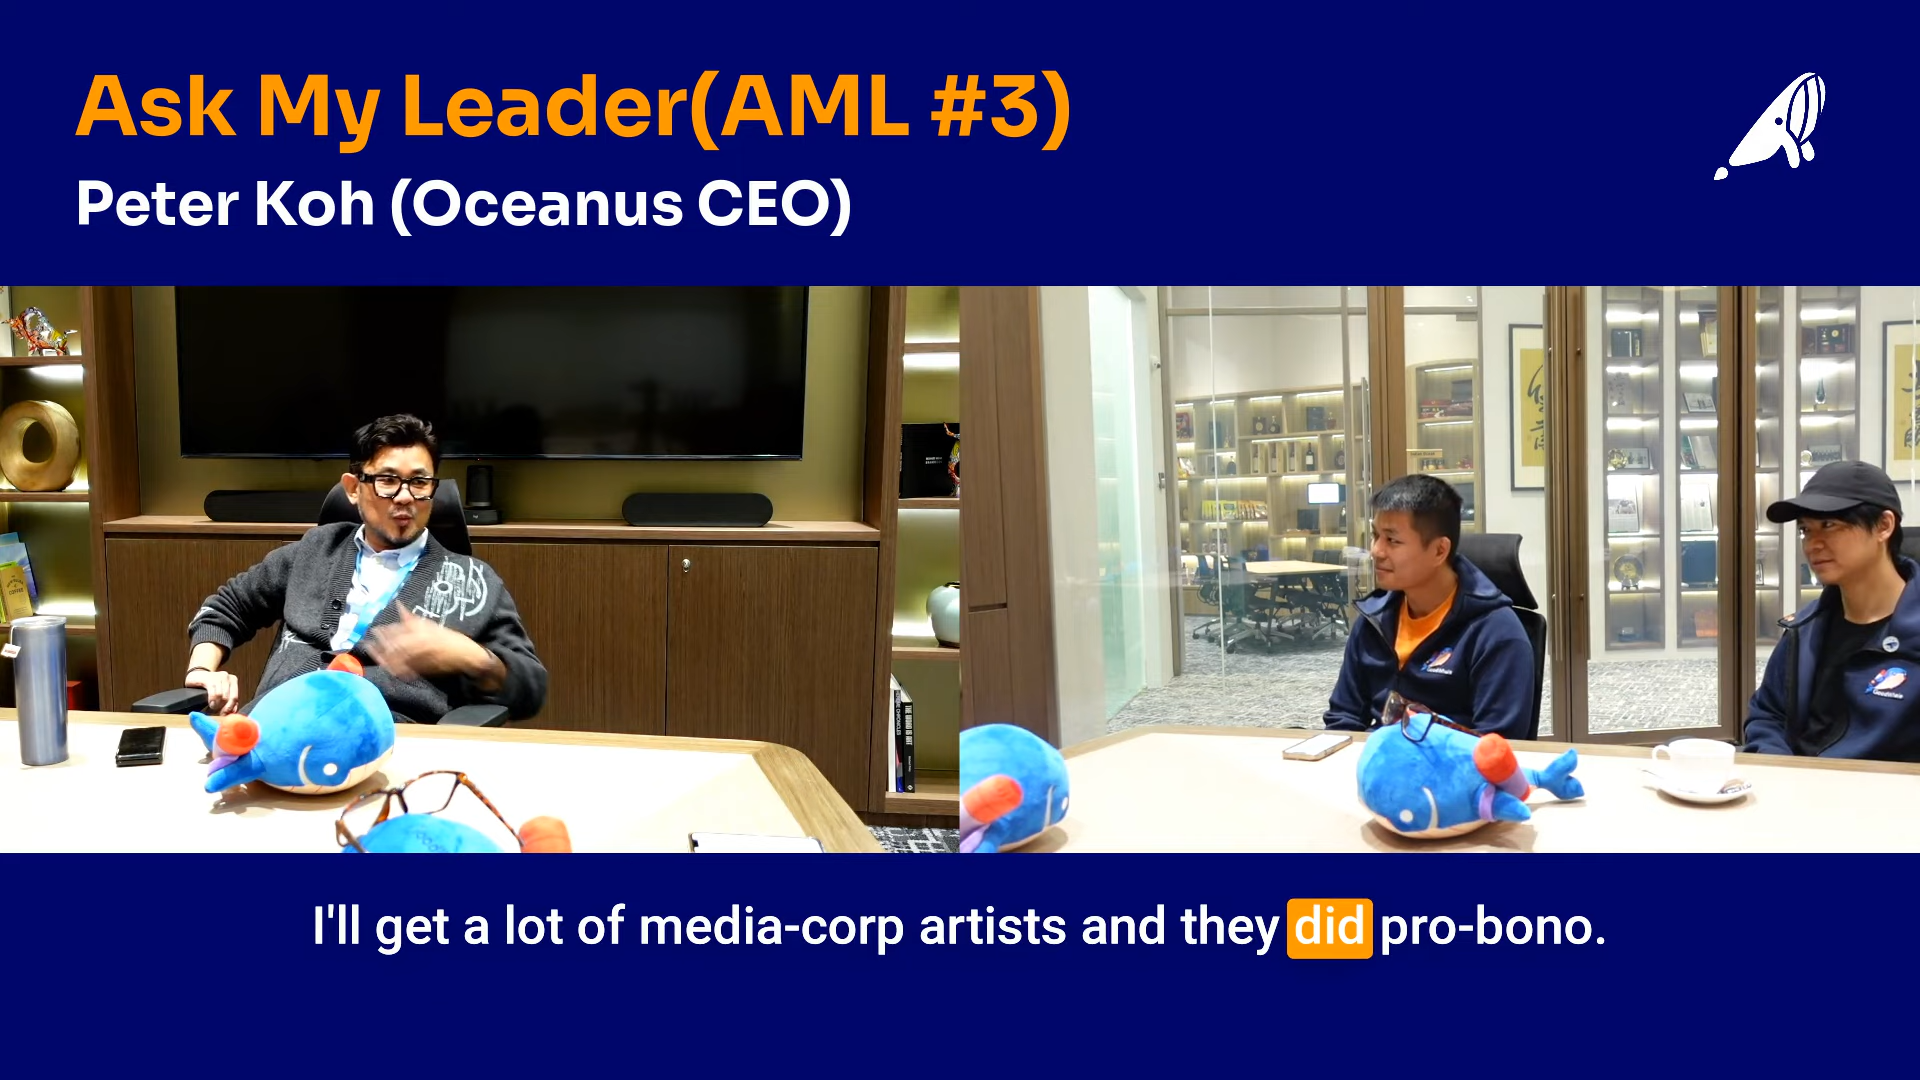 Ask My Leader(AML #3)
Peter Koh (Oceanus CEO)
I'll get a lot of media-corp artists and they did pro-bono.